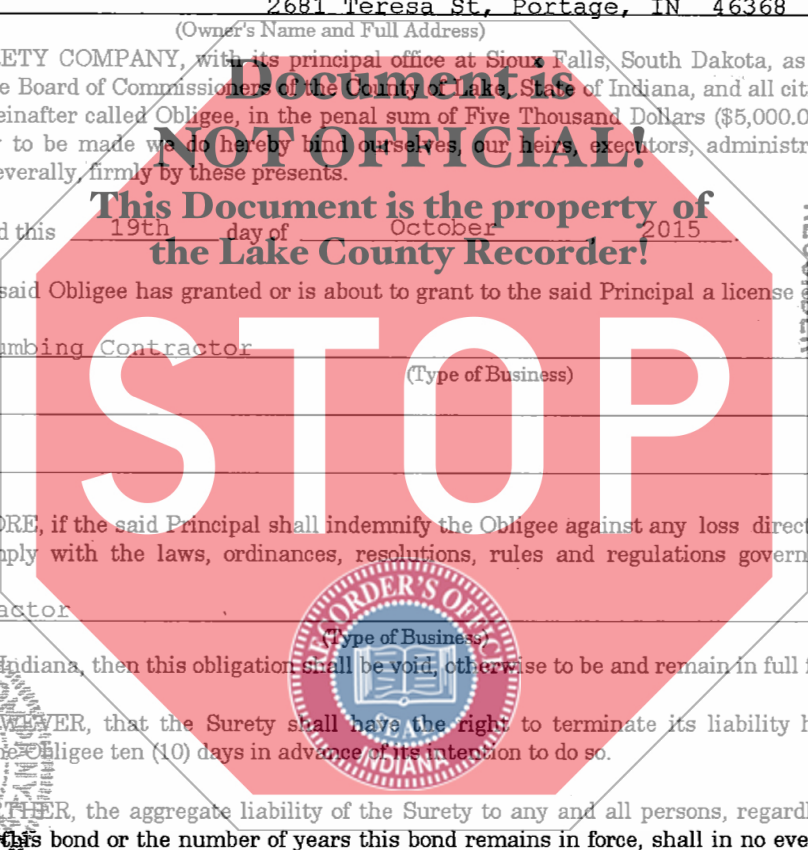 2681 Teresa St, Portage, IN 46368
(Owner's Name and Full Address)
ETY COMPANY, with its principal office at Sioux Falls, South Dakota, as
Document is
e Board of Commissioners of the County of Lake, State of Indiana, and all cit
einafter called Obligee, in the penal sum of Five Thousand Dollars ($5,000.0
NOT OFFICIAL!
to be made we do hereby bind ourselves, our heirs, executors, administr
everally, firmly by these presents.
This Document is the property of
d this 19th day of October, 2015.
the Lake County Recorder!
said Obligee has granted or is about to grant to the said Principal a license
umbing Contractor
(Type of Business)
STOP
ORE, if the said Principal shall indemnify the Obligee against any loss direct
nply with the laws, ordinances, resolutions, rules and regulations govern
actor
RECORDER'S OFFICE
(Type of Business)
Indiana, then this obligation shall be void, otherwise to be and remain in full f
WEVER, that the Surety shall have the right to terminate its liability h
SEAL
e Obligee ten (10) days in advance of its intention to do so.
INDIANA
THER, the aggregate liability of the Surety to any and all persons, regardl
this bond or the number of years this bond remains in force, shall in no eve